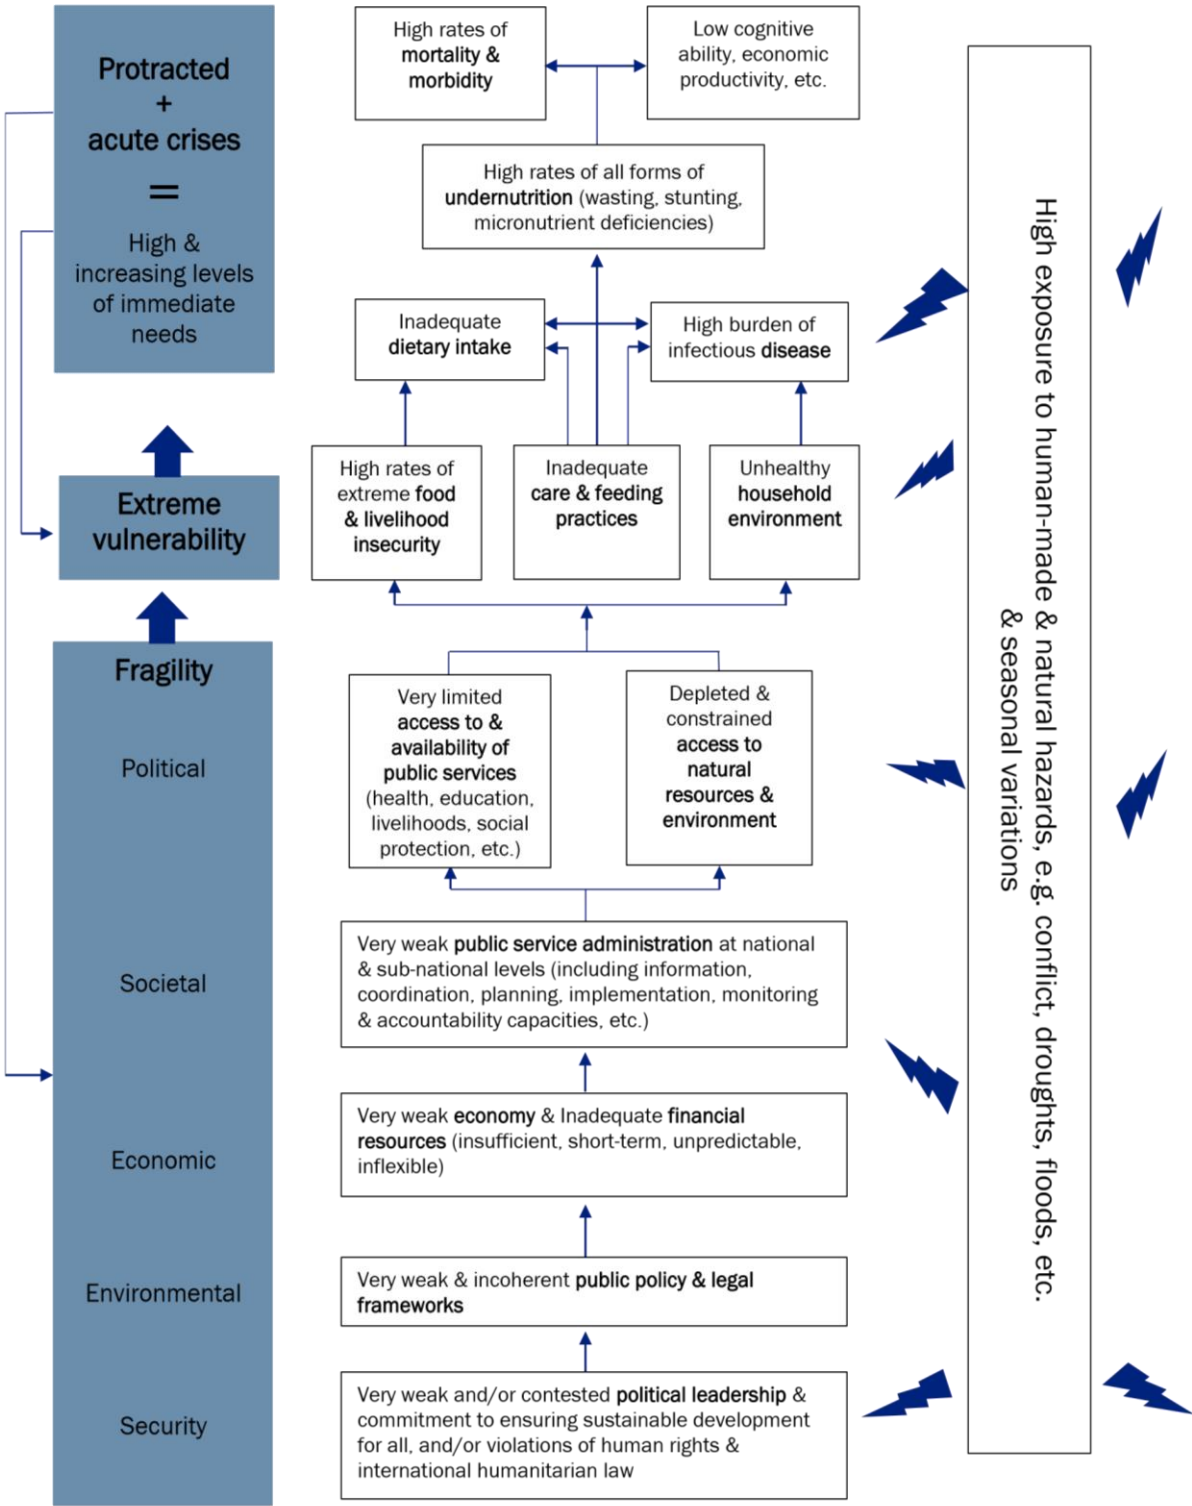 Protracted
+
acute crises
=
High &
increasing levels
of immediate
needs
Extreme
vulnerability
Fragility
Political
Societal
Economic
Environmental
Security
High rates of
mortality &
morbidity
Low cognitive
ability, economic
productivity, etc.
High rates of all forms of
undernutrition (wasting, stunting,
micronutrient deficiencies)
Inadequate
dietary intake
High burden of
infectious disease
High rates of
extreme food
& livelihood
insecurity
Inadequate
care & feeding
practices
Unhealthy
household
environment
Very limited
access to &
availability of
public services
(health, education,
livelihoods, social
protection, etc.)
Depleted &
constrained
access to
natural
resources &
environment
Very weak public service administration at national
& sub-national levels (including information,
coordination, planning, implementation, monitoring
& accountability capacities, etc.)
Very weak economy & Inadequate financial
resources (insufficient, short-term, unpredictable,
inflexible)
Very weak & incoherent public policy & legal
frameworks
Very weak and/or contested political leadership &
commitment to ensuring sustainable development
for all, and/or violations of human rights &
international humanitarian law
High exposure to human-made & natural hazards, e.g. conflict, droughts, floods, etc.
& seasonal variations